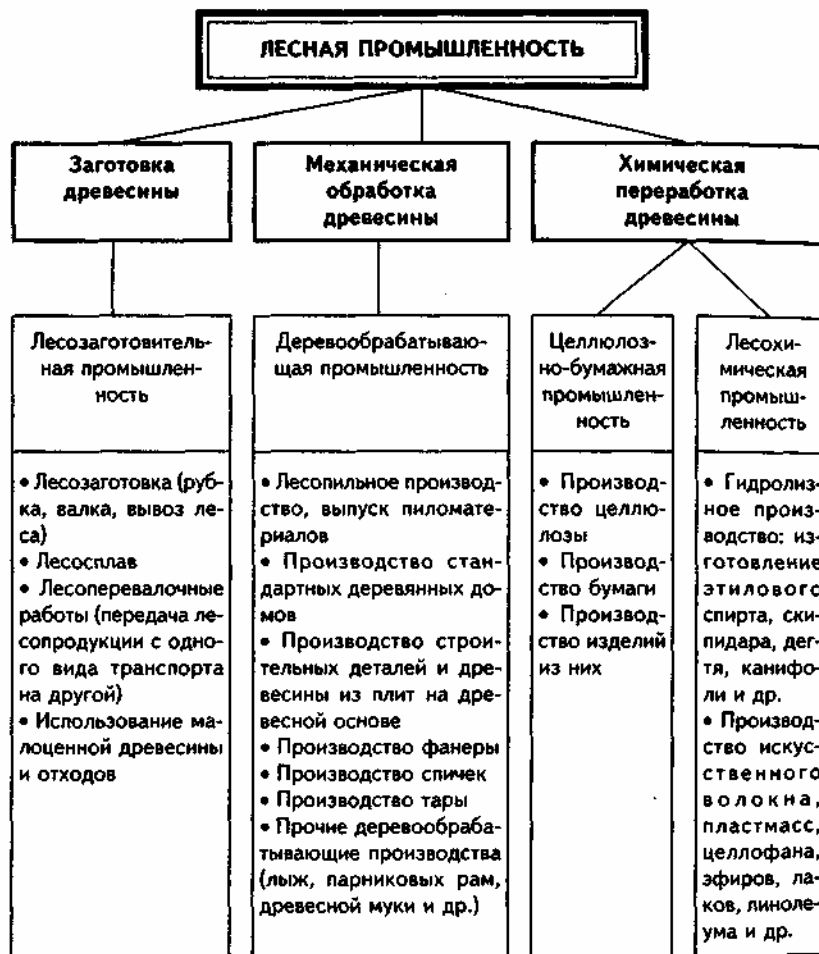 ЛЕСНАЯ ПРОМЫШЛЕННОСТЬ
Заготовка
древесины
Механическая
обработка
древесины
Химическая
переработка
древесины
Лесозаготовитель-
ная промышлен-
ность
Деревообрабатываю-
щая промышленность
Целлюлоз-
но-бумажная
промышлен-
ность
Лесохи-
мическая
промыш-
ленность
• Лесозаготовка (руб-
ка, валка, вывоз ле-
са)
• Лесосплав
• Лесоперевалочные
работы (передача ле-
сопродукции с одно-
го вида транспорта
на другой)
• Использование ма-
лоценной древесины
и отходов
• Лесопильное производ-
ство, выпуск пиломате-
риалов
• Производство стан-
дартных деревянных до-
мов
• Производство строи-
тельных деталей и дре-
весины из плит на дре-
весной основе
• Производство фанеры
• Производство спичек
• Производство тары
• Прочие деревообраба-
тывающие производства
(лыж, парниковых рам,
древесной муки и др.)
• Производ-
ство целлю-
лозы
• Производ-
ство бумаги
• Производ-
ство изделий
из них
• Гидролиз-
ное произ-
водство: из-
готовление
этилового
спирта, ски-
пидара, дег-
тя, канифо-
ли и др.
• Производ-
ство искус-
ственного
волокна,
пластмасс,
целлофана,
эфиров, ла-
ков, линоле-
ума и др.